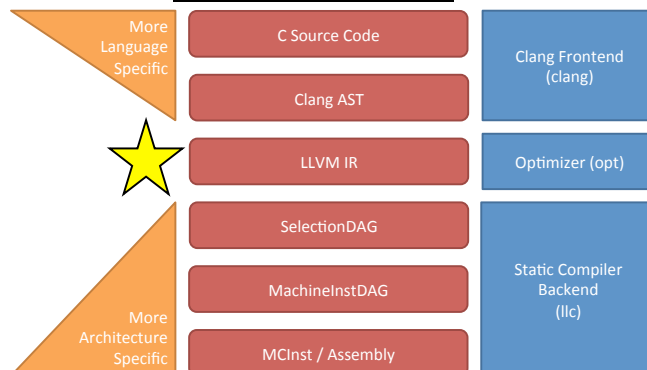 More
Language
Specific
C Source Code
Clang AST
Clang Frontend
(clang)
LLVM IR
Optimizer (opt)
SelectionDAG
MachineInstDAG
MCInst / Assembly
More
Architecture
Specific
Static Compiler
Backend
(llc)